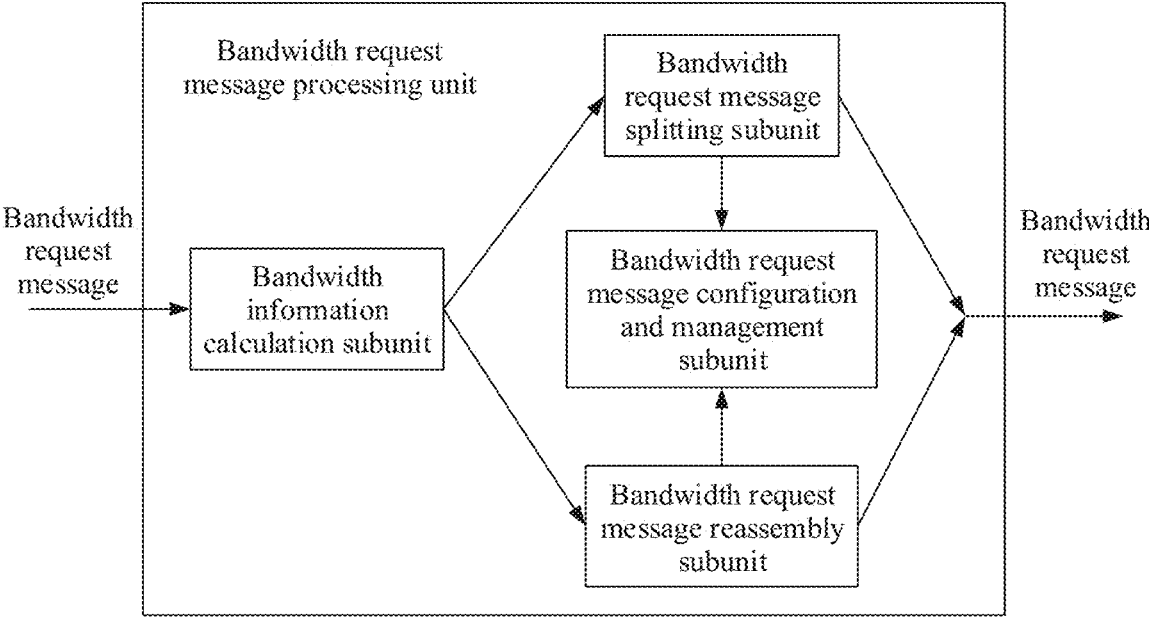 Bandwidth request
message processing unit
Bandwidth
request message
splitting subunit
Bandwidth
request
message
Bandwidth
information
calculation subunit
Bandwidth request
message configuration
and management
subunit
Bandwidth
request
message
Bandwidth request
message reassembly
subunit